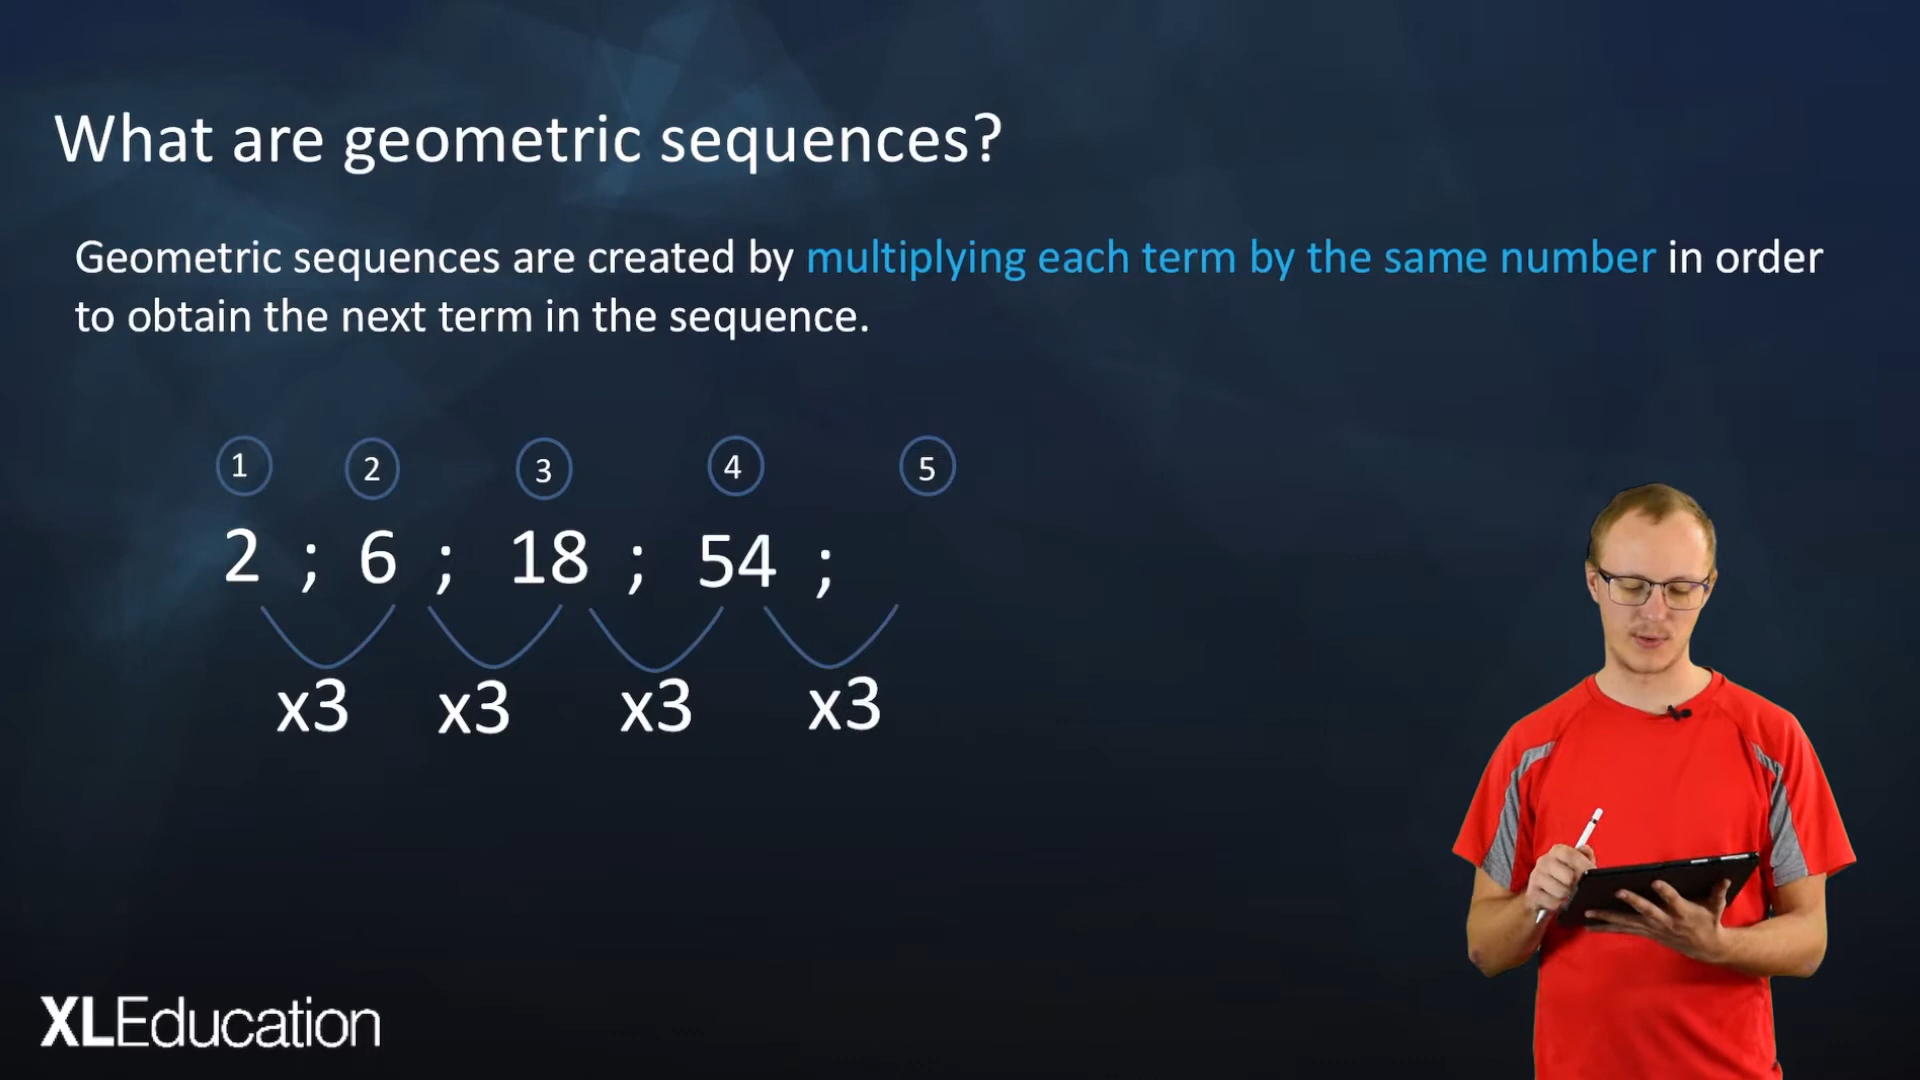 What are geometric sequences?
Geometric sequences are created by multiplying each term by the same number in order
to obtain the next term in the sequence.
1 2 3 4 5
2 ; 6 ; 18 ; 54 ;
x3 x3 x3 x3
XLEducation